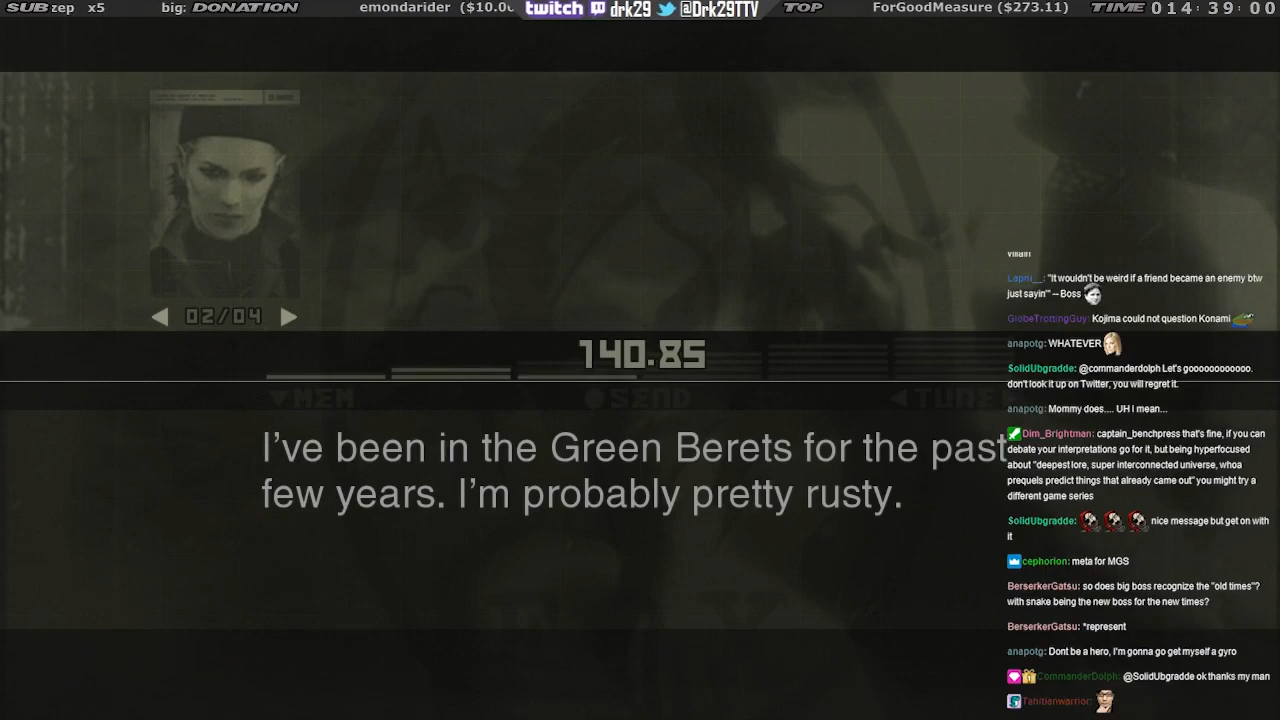 SUB zep x5 big: DONATION emondarider ($10.0 twitch drk29 @Drk29TTV TOP ForGoodMeasure ($273.11) TIME 014:39:00
02/04
140.85
MEM SEND TUNE
I've been in the Green Berets for the past
few years. I'm probably pretty rusty.
villain
Lapri__: "It wouldn't be weird if a friend became an enemy btw
just sayin'" -- Boss
GlobeTrottingGuy: Kojima could not question Konami
anapotg: WHATEVER
SolidUbgradde: @commanderdolph Let's gooooooooooo.
don't look it up on Twitter, you will regret it.
anapotg: Mommy does.... UH I mean...
Dim_Brightman: captain_benchpress that's fine, if you can
debate your interpretations go for it, but being hyperfocused
about "deepest lore, super interconnected universe, whoa
prequels predict things that already came out" you might try a
different game series
SolidUbgradde: nice message but get on with
it
cephorion: meta for MGS
BerserkerGatsu: so does big boss recognize the "old times"?
with snake being the new boss for the new times?
BerserkerGatsu: *represent
anapotg: Dont be a hero, I'm gonna go get myself a gyro
CommanderDolph: @SolidUbgradde ok thanks my man
Tahitianwarrior: